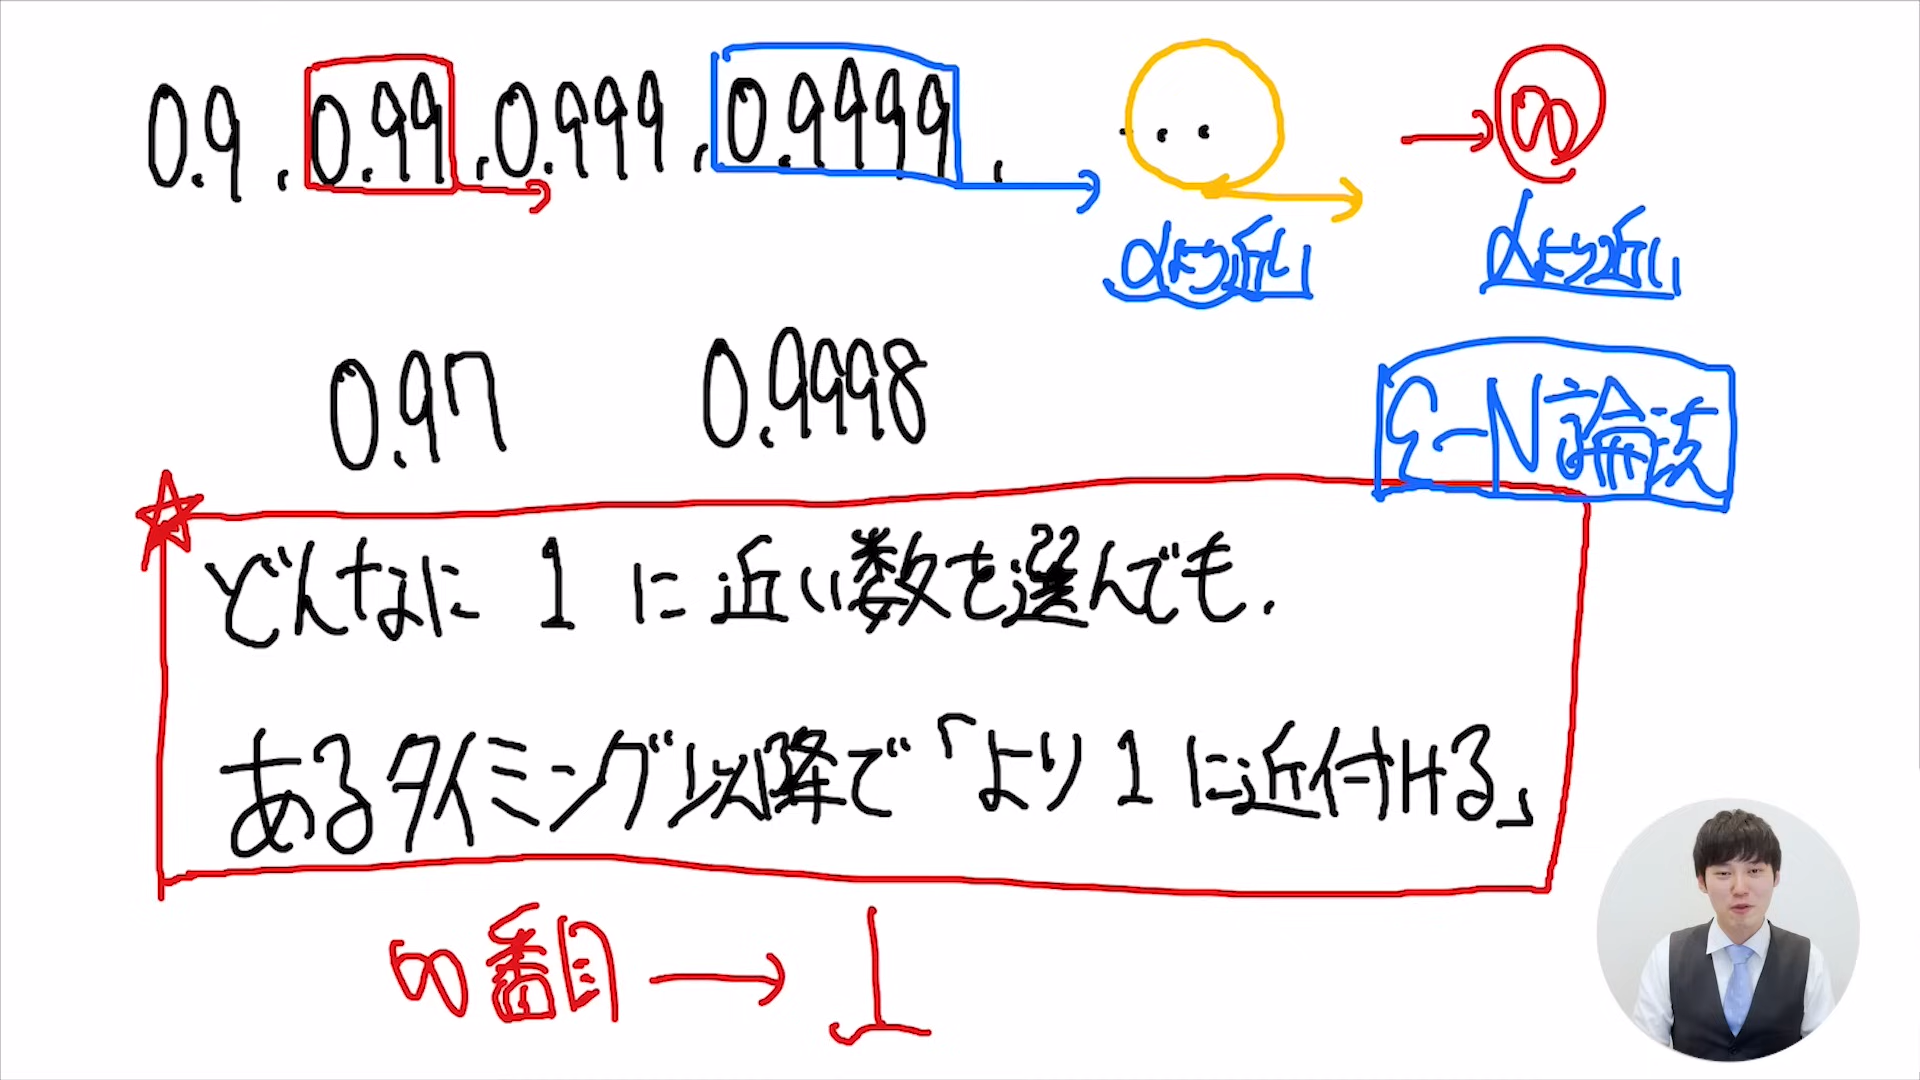 0.9, 0.99, 0.999, 0.9999, ... → ∞
αより近い αより近い
0.97 0.9998
ε-N論法
どんなに 1 に近い数を選んでも,
あるタイミング以降で「より 1 に近付ける」
∞番目 → 1